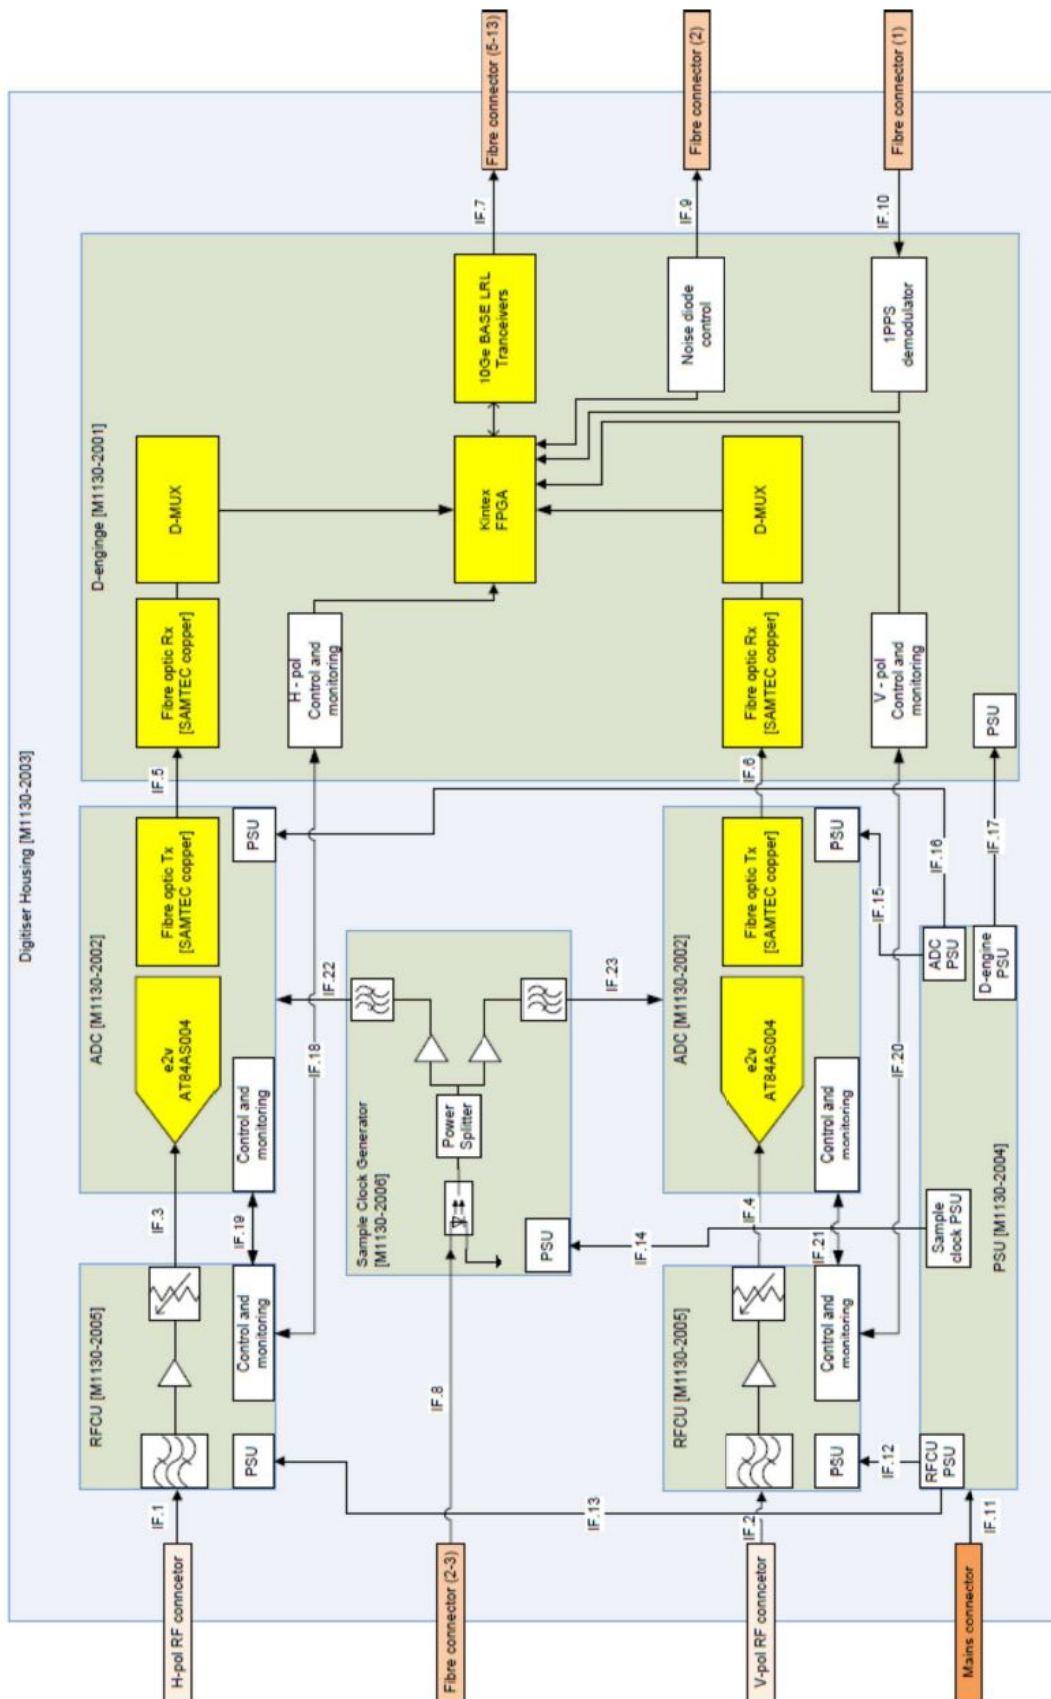 Digitiser Housing [M1130-2003]
H-pol RF conncetor
IF.1
RFCU [M1130-2005]
PSU
Control and
monitoring
IF.3
IF.19
ADC [M1130-2002]
e2v
AT84AS004
Fibre optic Tx
[SAMTEC copper]
Control and
monitoring
PSU
IF.5
D-enginge [M1130-2001]
Fibre optic Rx
[SAMTEC copper]
D-MUX
H - pol
Control and
monitoring
Kintex
FPGA
10Ge BASE LRL
Tranceivers
IF.7
Fibre connector (5-13)
Noise diode
control
IF.9
Fibre connector (2)
1PPS
demodulator
IF.10
Fibre connector (1)
Fibre optic Rx
[SAMTEC copper]
D-MUX
V - pol
Control and
monitoring
PSU
IF.18
IF.22
Fibre connector (2-3)
IF.8
Sample Clock Generator
[M1130-2006]
Power
Splitter
PSU
IF.23
IF.14
IF.13
V-pol RF conncetor
IF.2
RFCU [M1130-2005]
PSU
Control and
monitoring
IF.4
IF.21
ADC [M1130-2002]
e2v
AT84AS004
Fibre optic Tx
[SAMTEC copper]
Control and
monitoring
PSU
IF.6
IF.12
IF.20
IF.15
IF.16
IF.17
Mains connector
IF.11
RFCU
PSU
Sample
clock PSU
ADC
PSU
D-engine
PSU
PSU [M1130-2004]